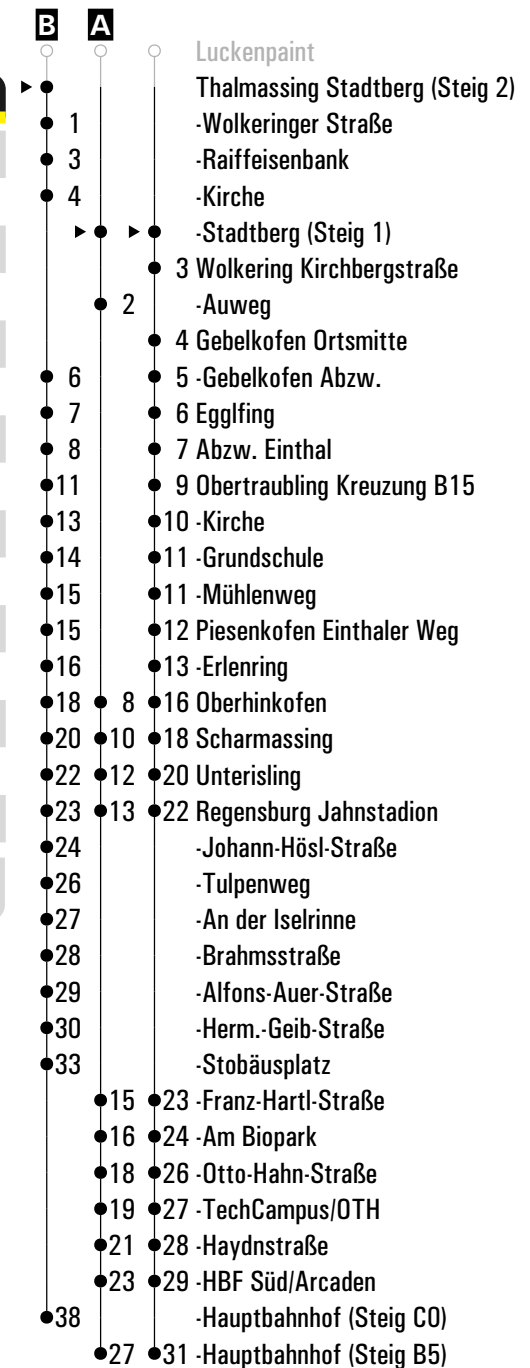 B A
Luckenpaint
Thalmassing Stadtberg (Steig 2)
1 -Wolkeringer Straße
3 -Raiffeisenbank
4 -Kirche
-Stadtberg (Steig 1)
3 Wolkering Kirchbergstraße
2 -Auweg
4 Gebelkofen Ortsmitte
6 5 -Gebelkofen Abzw.
7 6 Egglfing
8 7 Abzw. Einthal
11 9 Obertraubling Kreuzung B15
13 10 -Kirche
14 11 -Grundschule
15 11 -Mühlenweg
15 12 Piesenkofen Einthaler Weg
16 13 -Erlenring
18 8 16 Oberhinkofen
20 10 18 Scharmassing
22 12 20 Unterisling
23 13 22 Regensburg Jahnstadion
24 -Johann-Hösl-Straße
26 -Tulpenweg
27 -An der Iselrinne
28 -Brahmsstraße
29 -Alfons-Auer-Straße
30 -Herm.-Geib-Straße
33 -Stobäusplatz
15 23 -Franz-Hartl-Straße
16 24 -Am Biopark
18 26 -Otto-Hahn-Straße
19 27 -TechCampus/OTH
21 28 -Haydnstraße
23 29 -HBF Süd/Arcaden
38 -Hauptbahnhof (Steig C0)
27 31 -Hauptbahnhof (Steig B5)